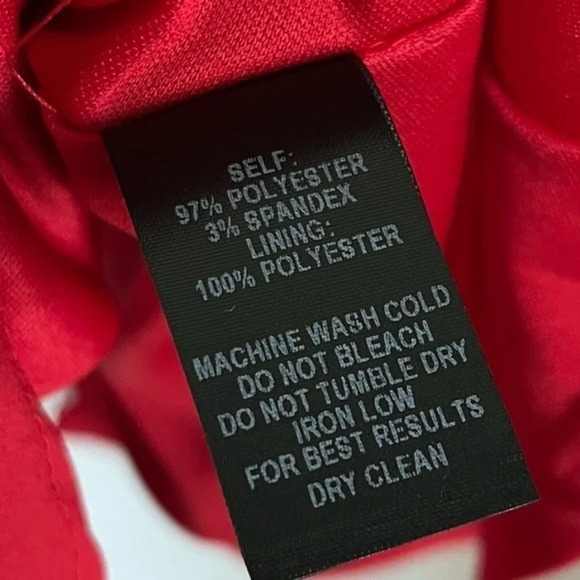 SELF:
97% POLYESTER
3% SPANDEX
LINING:
100% POLYESTER
MACHINE WASH COLD
DO NOT BLEACH
DO NOT TUMBLE DRY
IRON LOW
FOR BEST RESULTS
DRY CLEAN